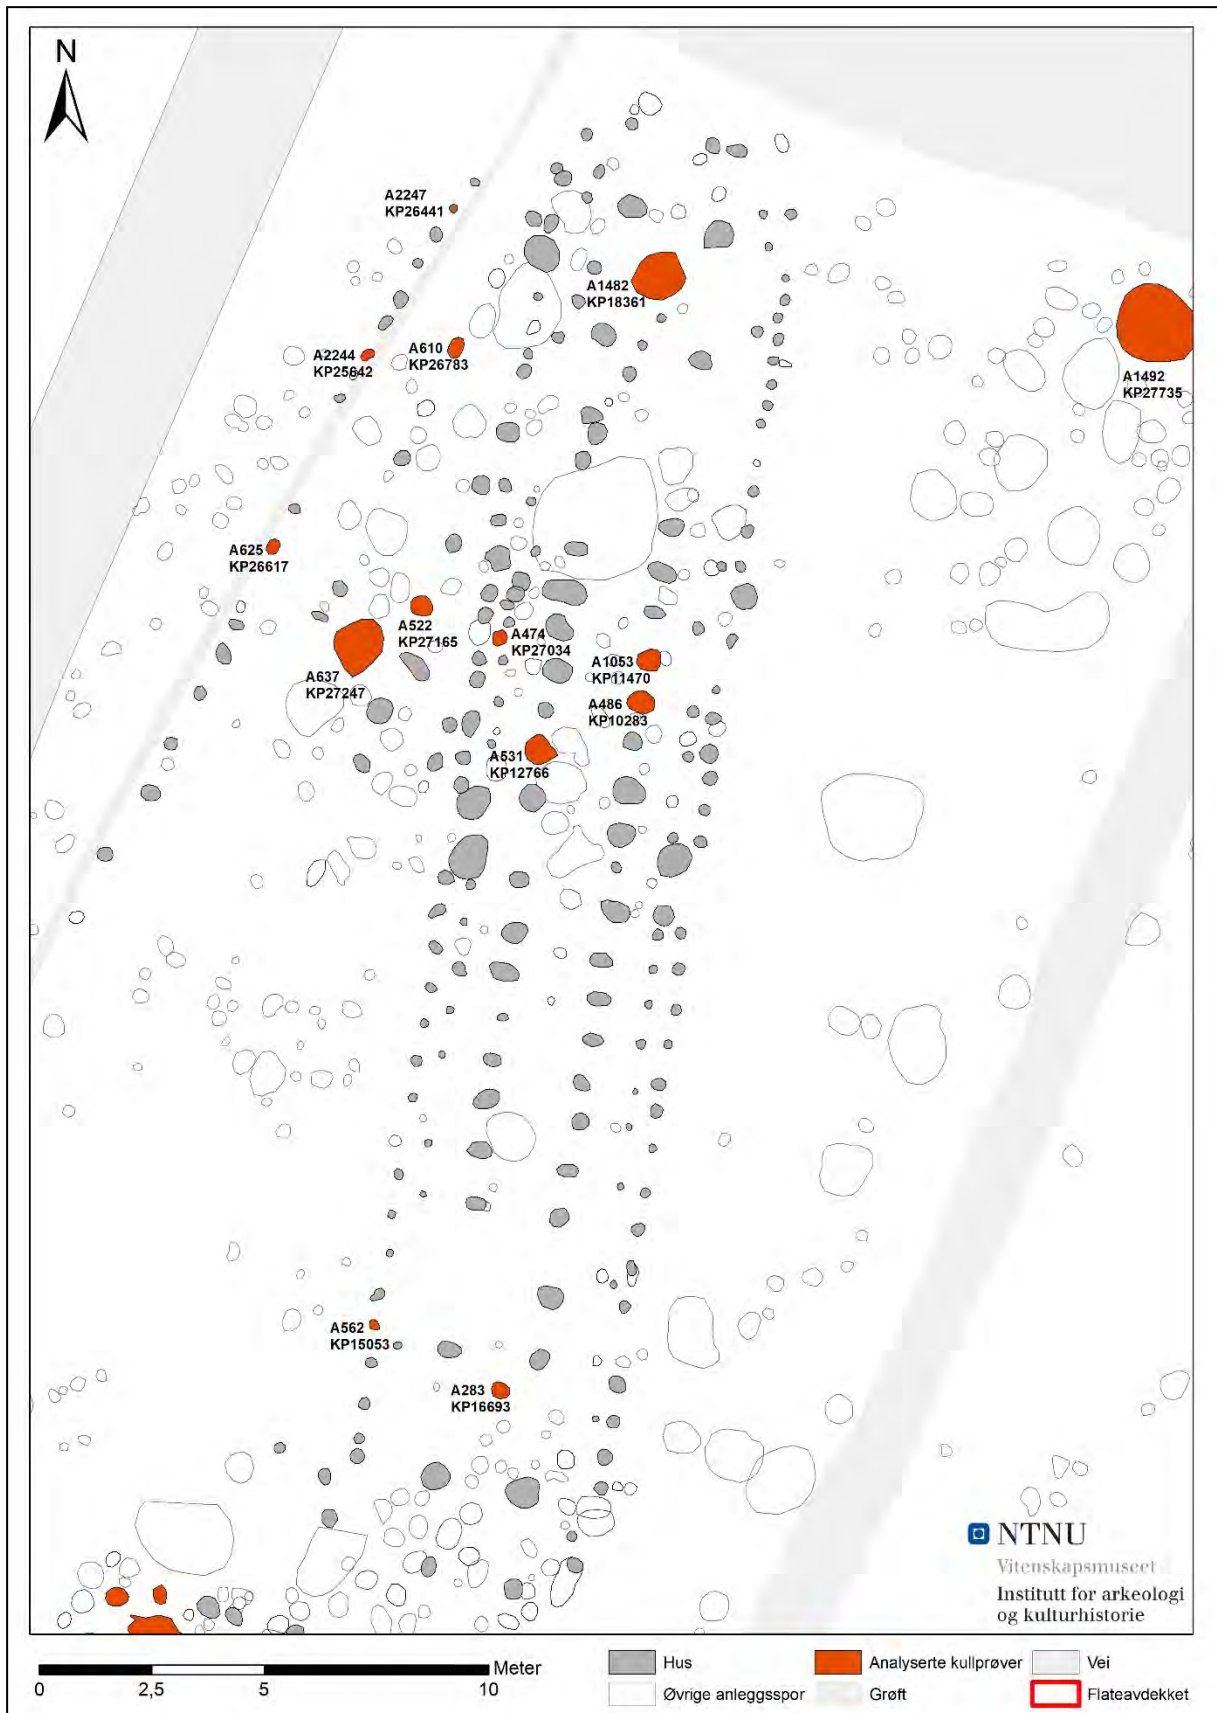 N
A2247
KP26441
A1482
KP18361
A2244
KP25642
A610
KP26783
A1492
KP27735
A625
KP26617
A522
KP27165
A474
KP27034
A637
KP27247
A1053
KP11470
A486
KP10283
A531
KP12766
A562
KP15053
A283
KP16693
NTNU
Vitenskapsmuseet
Institutt for arkeologi
og kulturhistorie
Meter
0 2,5 5 10
Hus
Analyserte kullprøver
Vei
Øvrige anleggsspor
Grøft
Flateavdekket